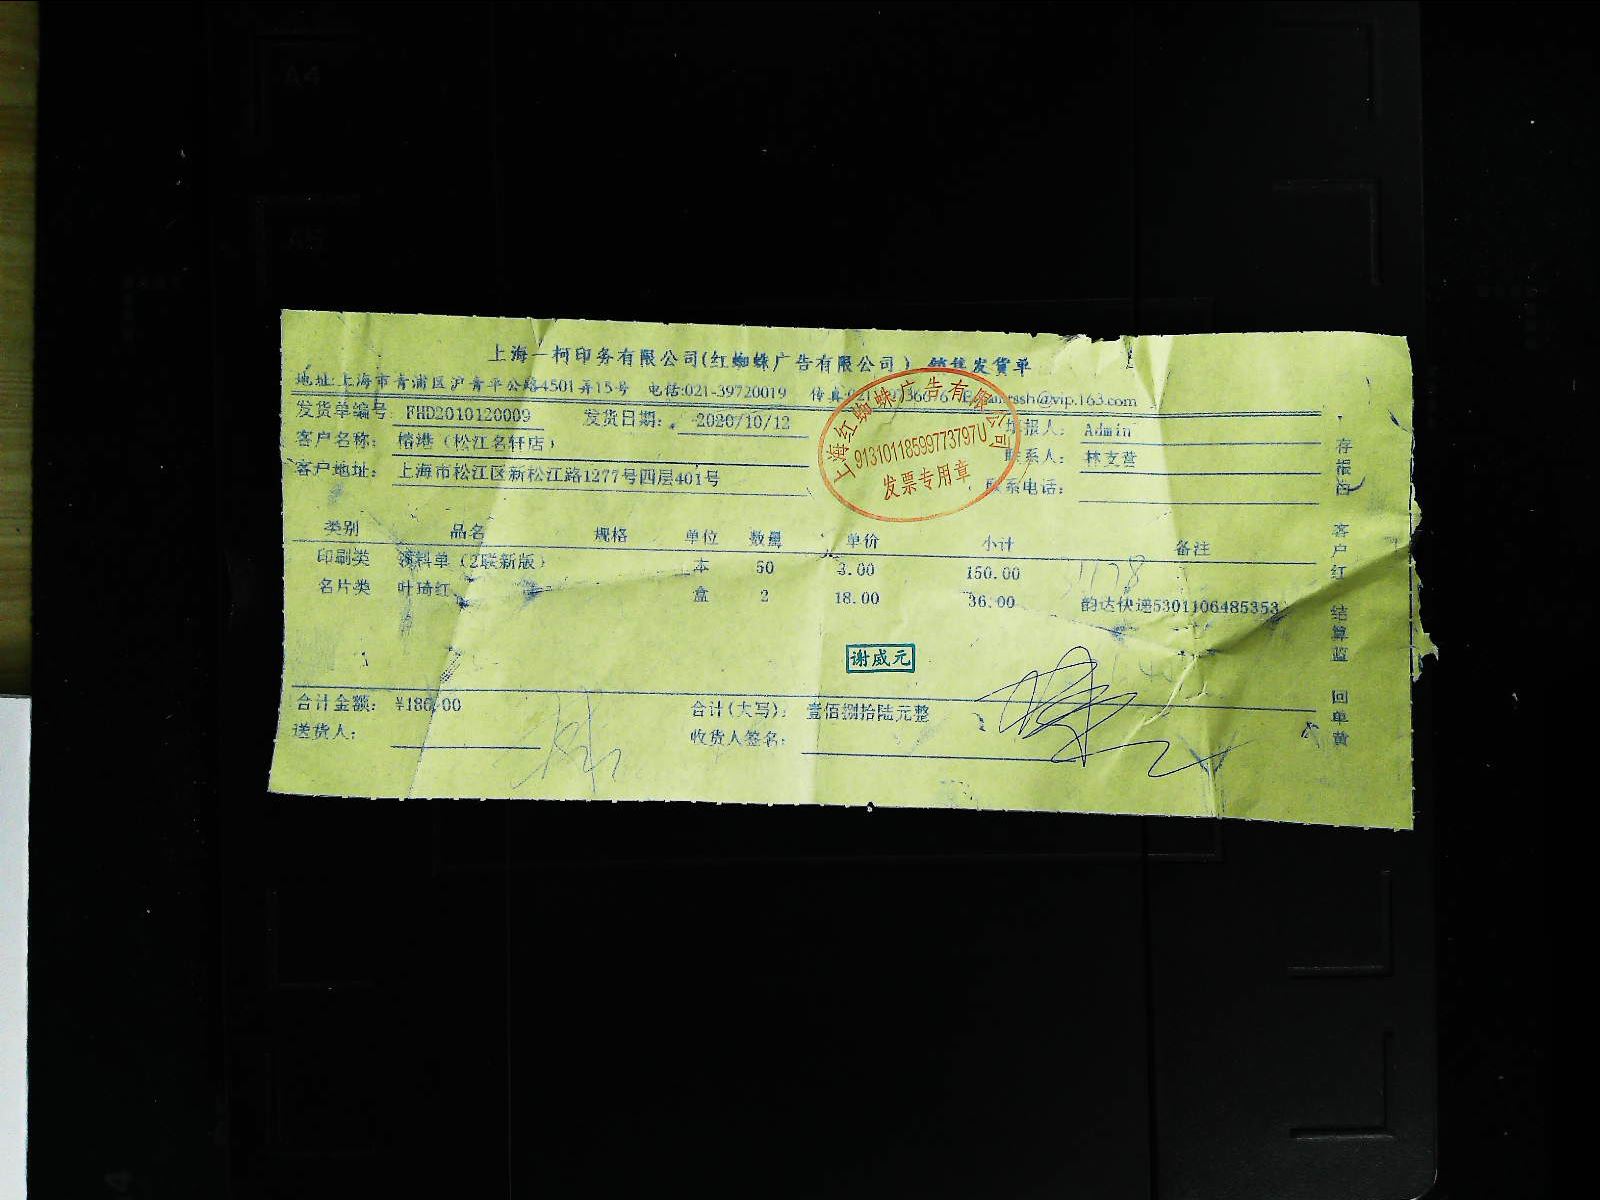 上海一柯印务有限公司(红蜘蛛广告有限公司) 销售发货单
地址:上海市青浦区沪青平公路4501弄15号 电话:021-39720019 传真
发货单编号 FHD2010120009 发货日期: 2020/10/12 填报人: Admin
客户名称: 榕港(松江名轩店) 联系人: 林支营
客户地址: 上海市松江区新松江路1277号四层401号 联系电话:
上海红蜘蛛广告有限公司
91310118599773797U
发票专用章
类别 品名 规格 单位 数量 单价 小计 备注
印刷类 领料单(2联新版) 本 50 3.00 150.00
名片类 叶琦红 盒 2 18.00 36.00 韵达快递5301106485353
谢威元
合计金额: ¥186.00 合计(大写): 壹佰捌拾陆元整
送货人: 收货人签名:
存根白 客户红 结算蓝 回单黄